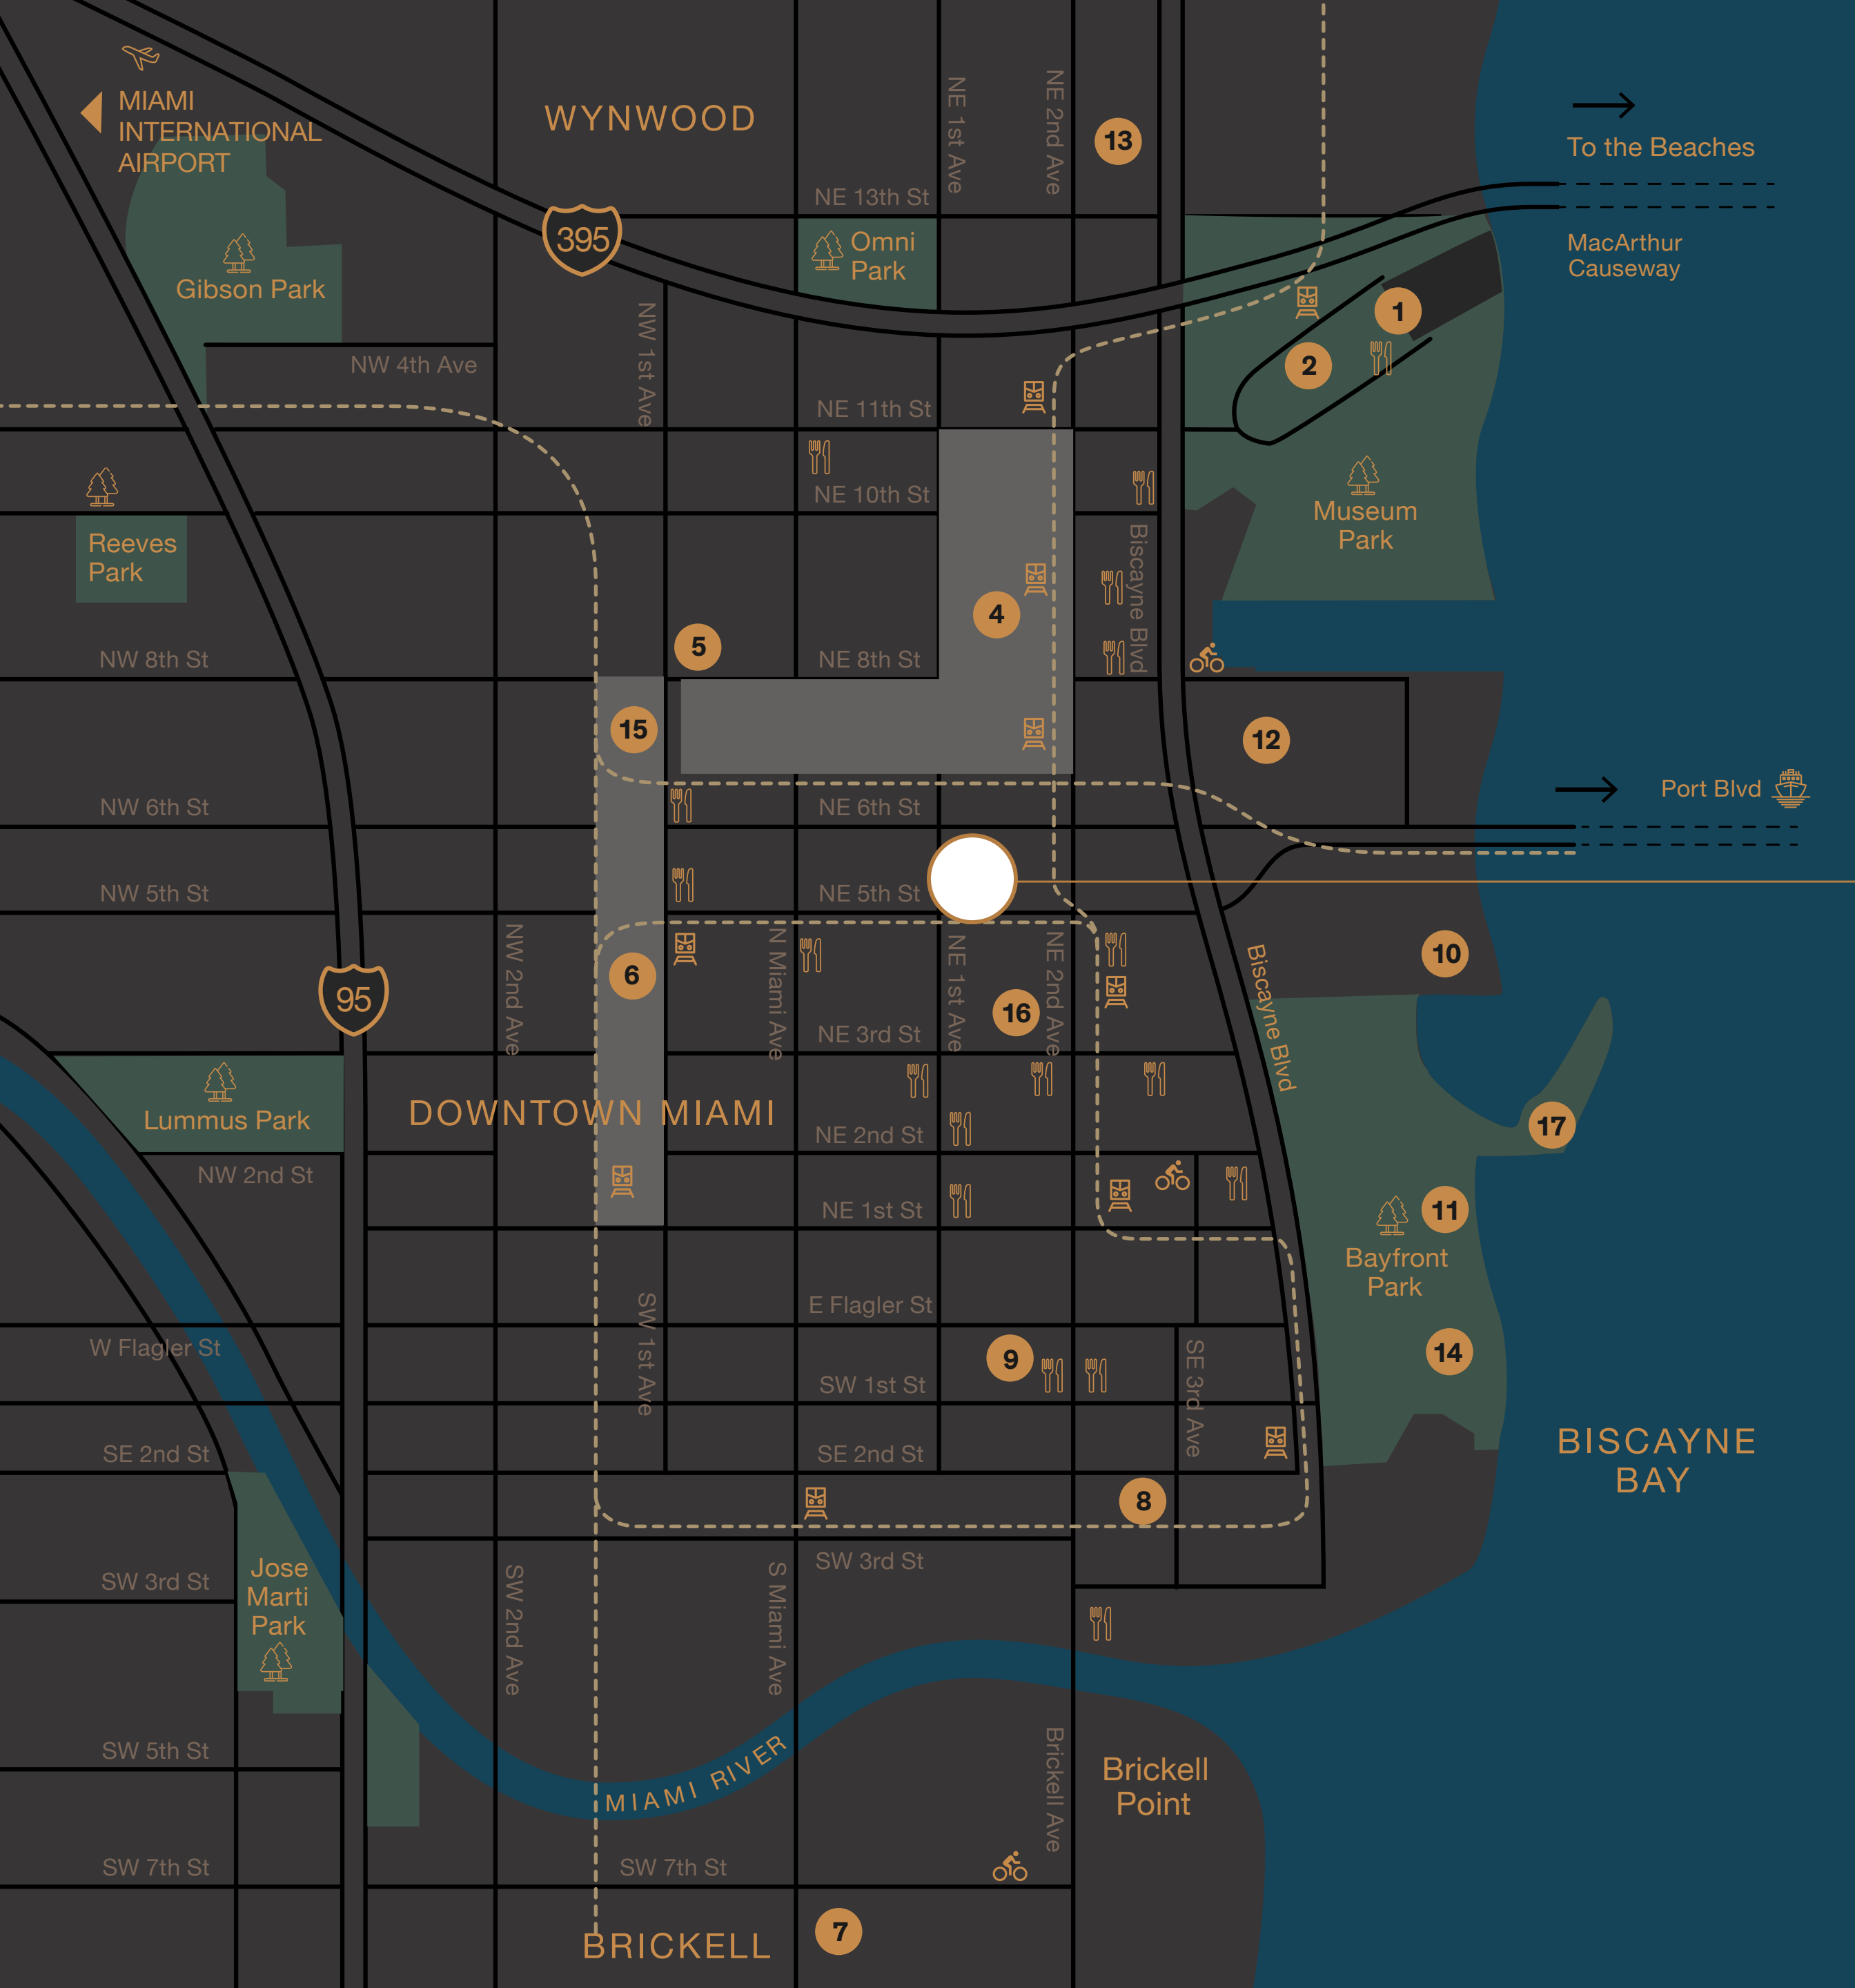 MIAMI
INTERNATIONAL
AIRPORT
WYNWOOD
NE 1st Ave
NE 2nd Ave
13
To the Beaches
NE 13th St
395
Omni
Park
MacArthur
Causeway
Gibson Park
1
2
NW 4th Ave
NW 1st Ave
NE 11th St
NE 10th St
Museum
Park
Reeves
Park
Biscayne Blvd
4
5
NW 8th St
NE 8th St
15
12
Port Blvd
NW 6th St
NE 6th St
NW 5th St
NE 5th St
NW 2nd Ave
N Miami Ave
NE 1st Ave
NE 2nd Ave
Biscayne Blvd
10
6
95
16
NE 3rd St
Lummus Park
DOWNTOWN MIAMI
NE 2nd St
17
NW 2nd St
NE 1st St
11
Bayfront
Park
SW 1st Ave
E Flagler St
W Flagler St
9
SE 3rd Ave
14
SW 1st St
BISCAYNE
BAY
SE 2nd St
SE 2nd St
8
Jose
Marti
Park
SW 3rd St
SW 3rd St
SW 2nd Ave
S Miami Ave
MIAMI RIVER
Brickell Ave
Brickell
Point
SW 5th St
SW 7th St
SW 7th St
7
BRICKELL